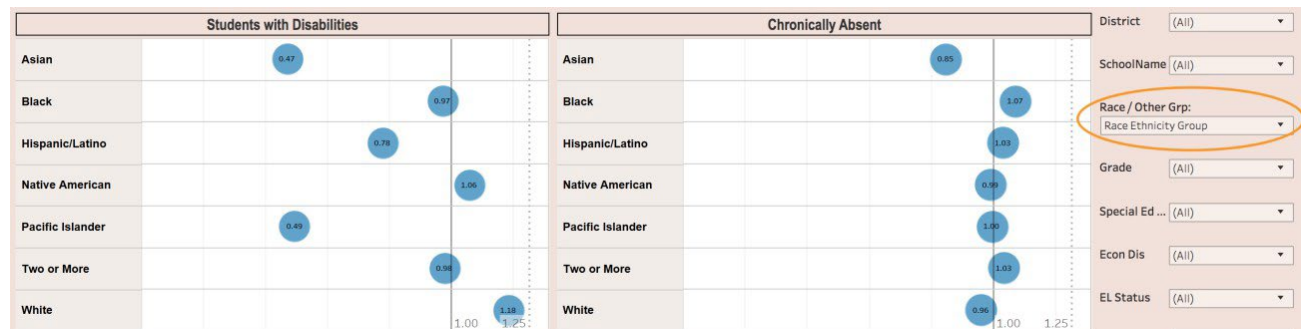 Students with Disabilities
Asian 0.47
Black 0.97
Hispanic/Latino 0.78
Native American 1.06
Pacific Islander 0.49
Two or More 0.98
White 1.18
1.00 1.25
Chronically Absent
Asian 0.85
Black 1.07
Hispanic/Latino 1.03
Native American 0.99
Pacific Islander 1.00
Two or More 1.03
White 0.96
1.00 1.25
District (All)
SchoolName (All)
Race / Other Grp:
Race Ethnicity Group
Grade (All)
Special Ed ... (All)
Econ Dis (All)
EL Status (All)